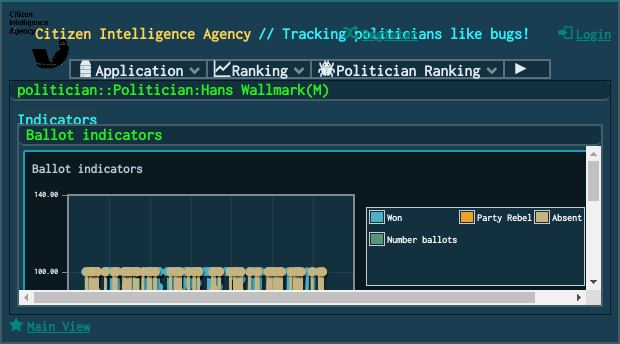 Citizen
Intelligence
Agency
Citizen Intelligence Agency // Tracking politicians like bugs!
Register
Login
Application
Ranking
Politician Ranking
politician::Politician:Hans Wallmark(M)
Indicators
Ballot indicators
Ballot indicators
140.00
100.00
Won
Party Rebel
Absent
Number ballots
Main View